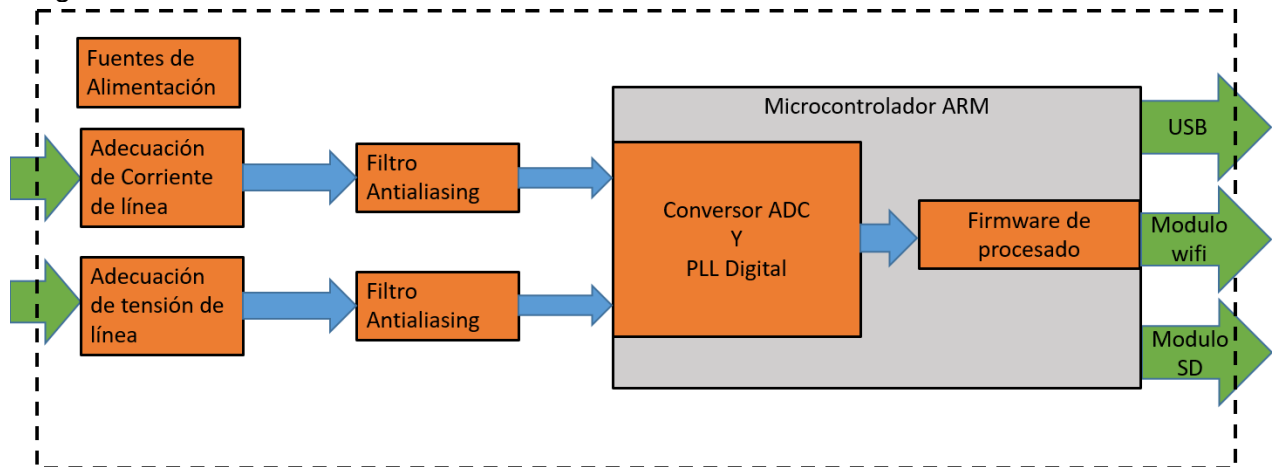 Fuentes de
Alimentación
Adecuación
de Corriente
de línea
Filtro
Antialiasing
Adecuación
de tensión de
línea
Filtro
Antialiasing
Microcontrolador ARM
Conversor ADC
Y
PLL Digital
Firmware de
procesado
USB
Modulo
wifi
Modulo
SD